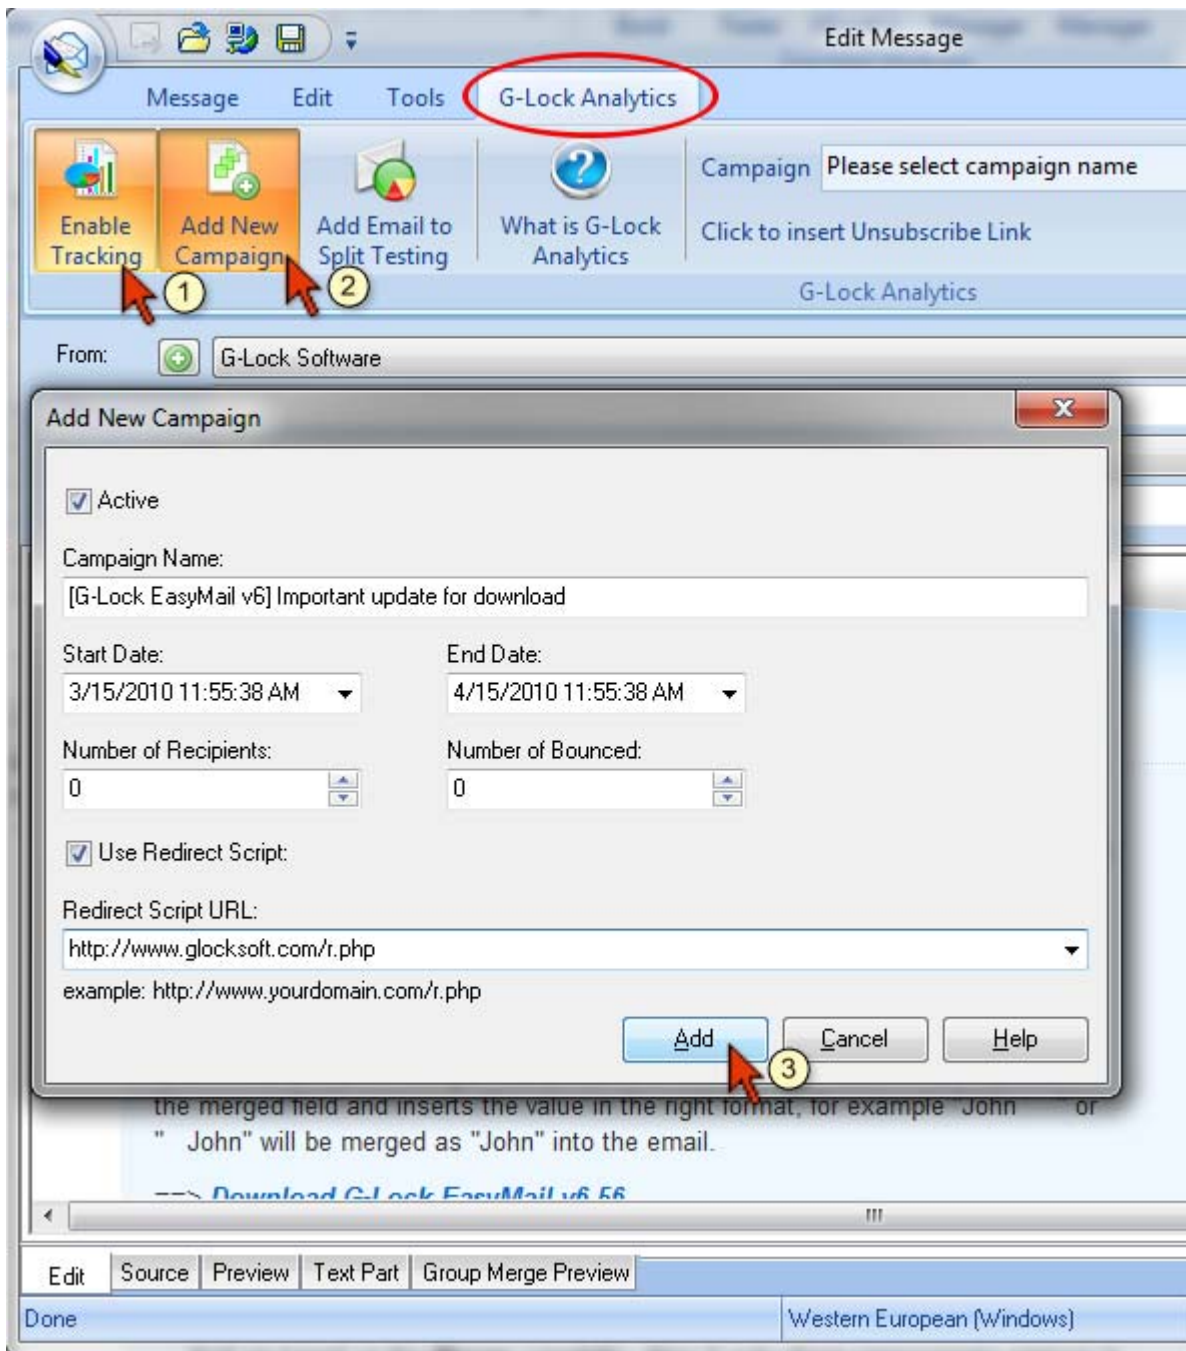 Edit Message
Message Edit Tools G-Lock Analytics
Enable Tracking
Add New Campaign
Add Email to Split Testing
What is G-Lock Analytics
Campaign Please select campaign name
Click to insert Unsubscribe Link
G-Lock Analytics
1
2
From: G-Lock Software
Add New Campaign
Active
Campaign Name:
[G-Lock EasyMail v6] Important update for download
Start Date: End Date:
3/15/2010 11:55:38 AM 4/15/2010 11:55:38 AM
Number of Recipients: Number of Bounced:
0 0
Use Redirect Script:
Redirect Script URL:
http://www.glocksoft.com/r.php
example: http://www.yourdomain.com/r.php
Add Cancel Help
3
the merged field and inserts the value in the right format, for example "John " or
" John" will be merged as "John" into the email.
==> Download G-Lock EasyMail v6.56
Edit Source Preview Text Part Group Merge Preview
Done Western European (Windows)